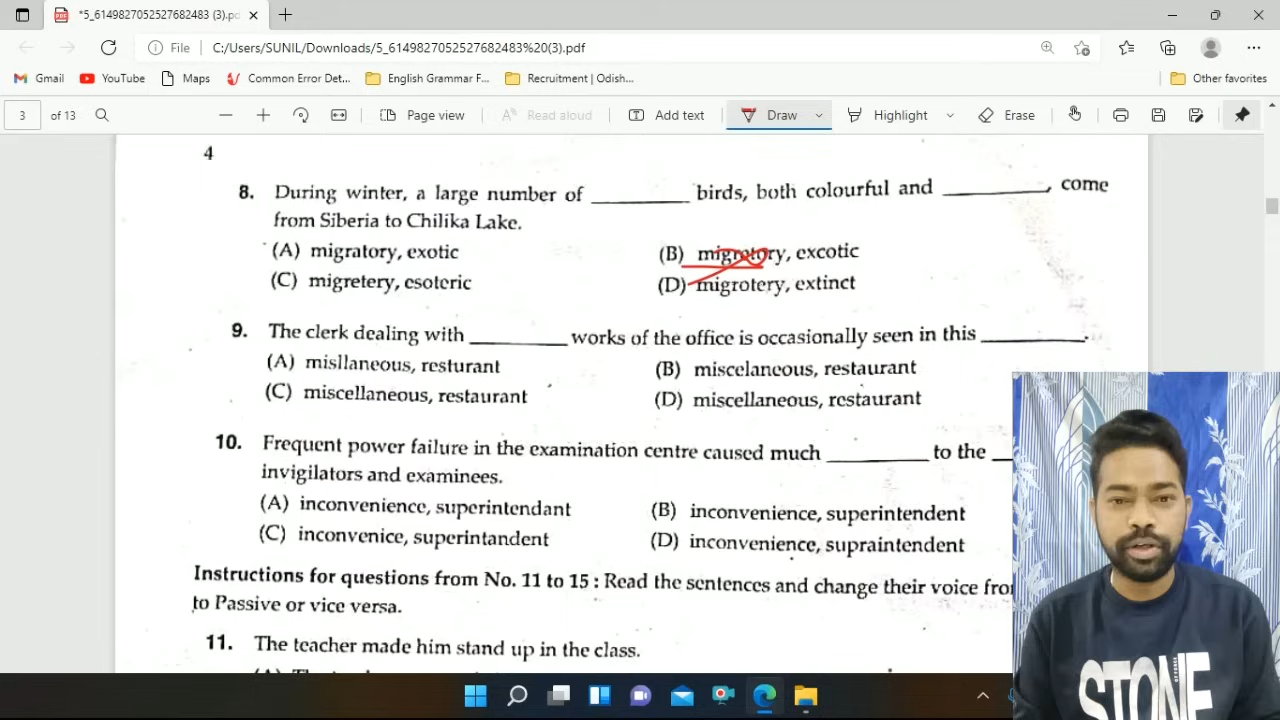 *5_6149827052527682483 (3).pd
File
C:/Users/SUNIL/Downloads/5_6149827052527682483%20(3).pdf
Gmail YouTube Maps Common Error Det... English Grammar F... Recruitment | Odish... Other favorites
3 of 13 Page view Read aloud Add text Draw Highlight Erase
4
8. During winter, a large number of ________ birds, both colourful and ________, come
from Siberia to Chilika Lake.
(A) migratory, exotic (B) migrotory, excotic
(C) migretery, esoteric (D) migrotery, extinct
9. The clerk dealing with ________ works of the office is occasionally seen in this ________.
(A) misllaneous, resturant (B) miscelaneous, restaurant
(C) miscellaneous, restaurant (D) miscellaneous, restaurant
10. Frequent power failure in the examination centre caused much ________ to the __
invigilators and examinees.
(A) inconvenience, superintendant (B) inconvenience, superintendent
(C) inconvenice, superintandent (D) inconvenience, supraintendent
Instructions for questions from No. 11 to 15 : Read the sentences and change their voice fro
to Passive or vice versa.
11. The teacher made him stand up in the class.
STONE